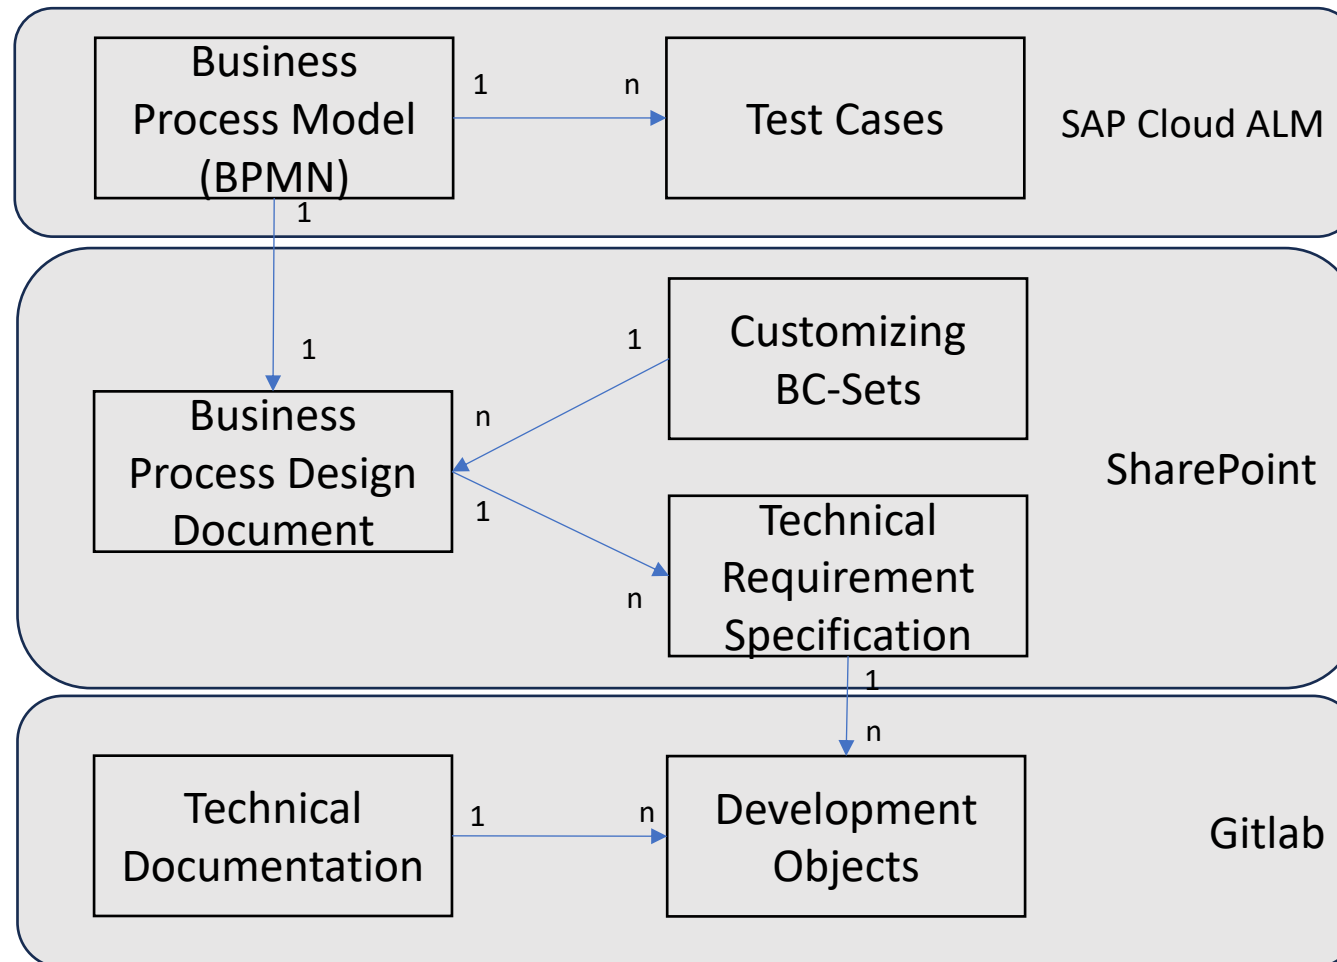 Business
Process Model
(BPMN)
1
n
Test Cases
SAP Cloud ALM
1
1
Business
Process Design
Document
Customizing
BC-Sets
1
n
SharePoint
1
n
Technical
Requirement
Specification
1
n
Technical
Documentation
1
n
Development
Objects
Gitlab